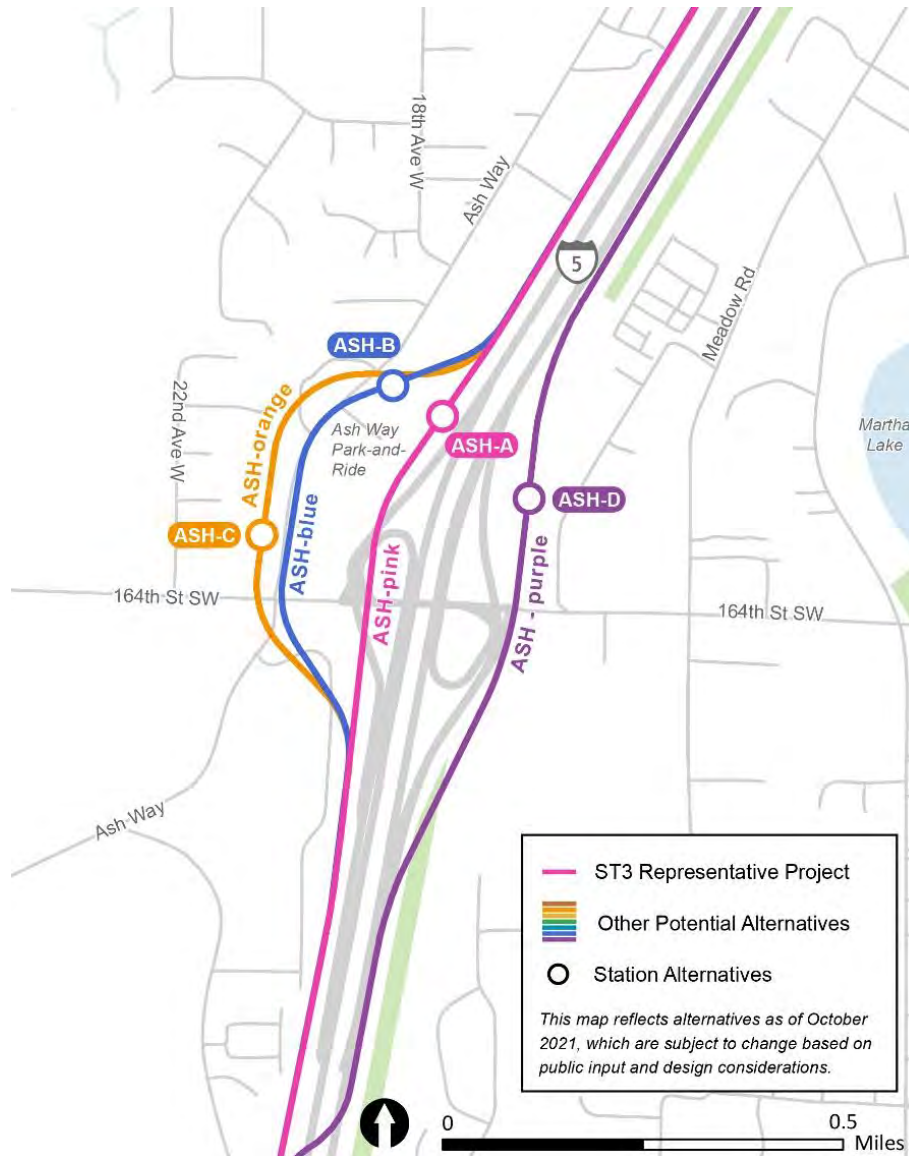 18th Ave W
Ash Way
5
Meadow Rd
ASH-B
Martha
Lake
22nd Ave W
ASH-orange
Ash Way
Park-and-
Ride
ASH-A
ASH-D
ASH-C
ASH-blue
ASH-pink
ASH - purple
164th St SW
164th St SW
Ash Way
ST3 Representative Project
Other Potential Alternatives
Station Alternatives
This map reflects alternatives as of October
2021, which are subject to change based on
public input and design considerations.
0
0.5
Miles